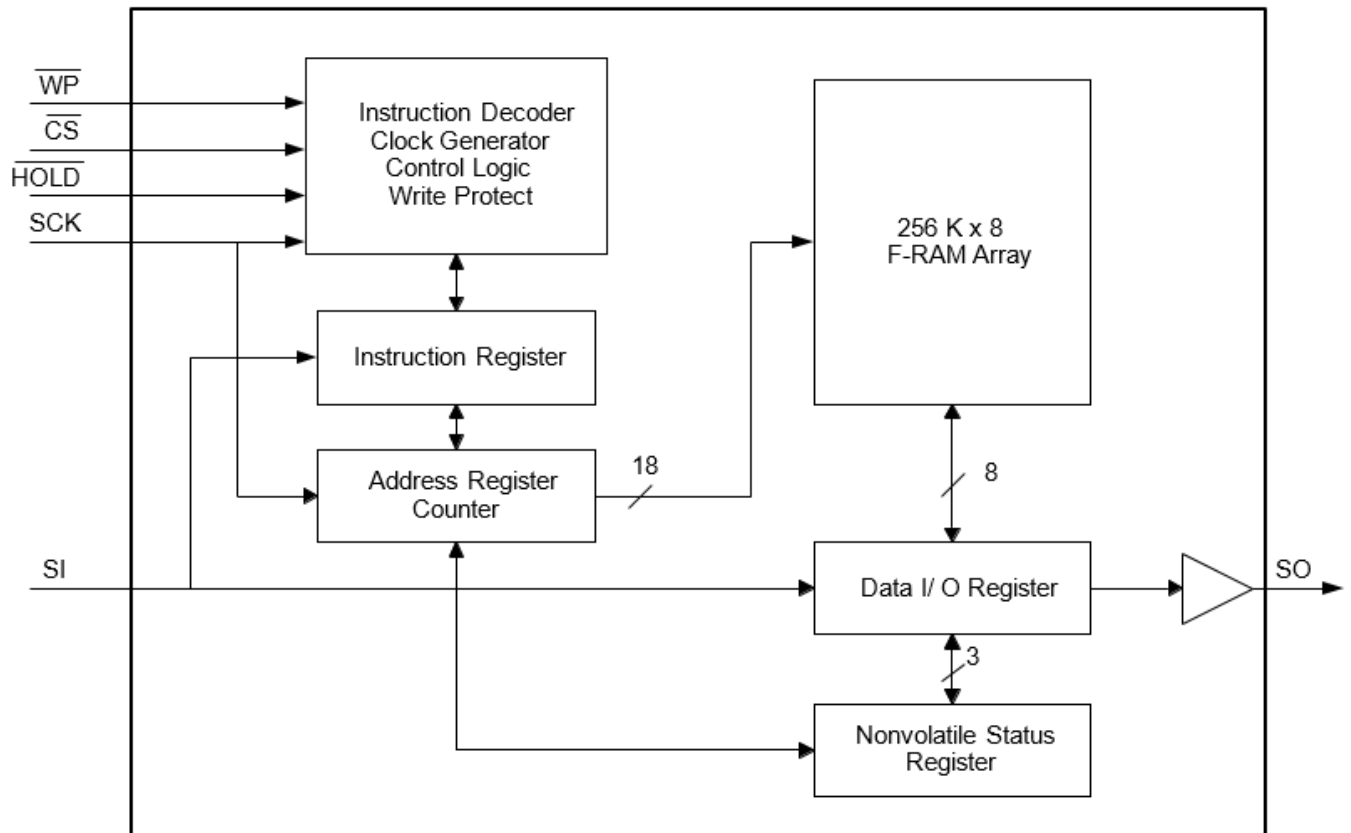 WP
CS
HOLD
SCK
Instruction Decoder
Clock Generator
Control Logic
Write Protect
256 K x 8
F-RAM Array
Instruction Register
Address Register
Counter
18
8
SI
Data I/ O Register
SO
3
Nonvolatile Status
Register